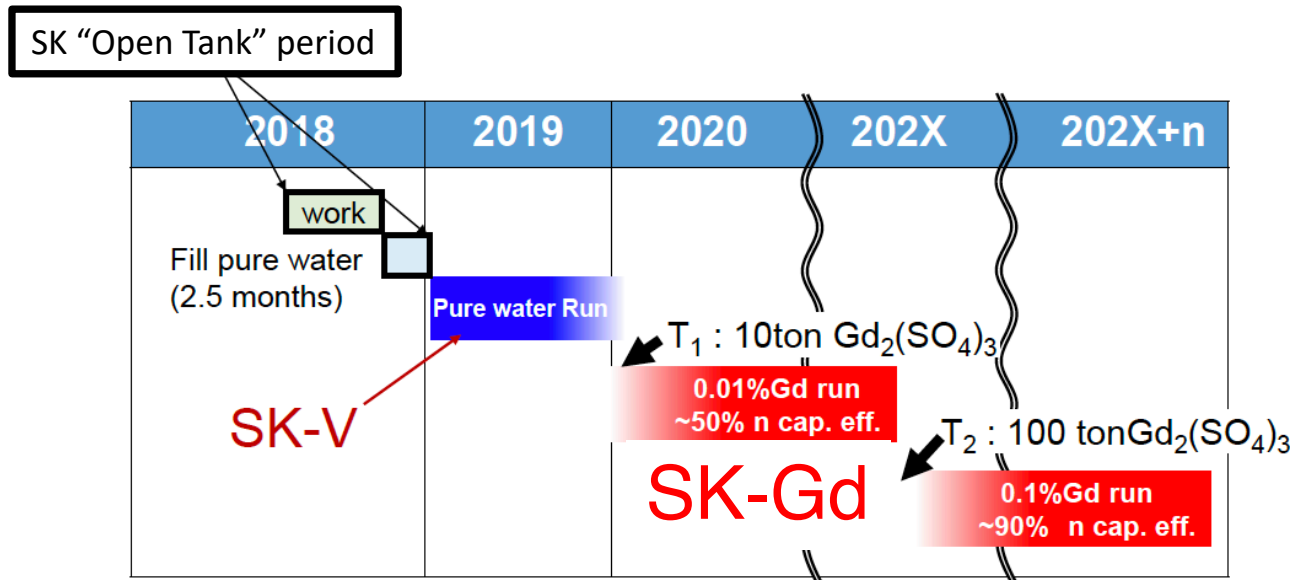 SK “Open Tank” period
2018 2019 2020 202X 202X+n
work
Fill pure water
(2.5 months)
Pure water Run
T₁ : 10ton Gd₂(SO₄)₃
0.01%Gd run
~50% n cap. eff.
SK-V
T₂ : 100 tonGd₂(SO₄)₃
SK-Gd
0.1%Gd run
~90% n cap. eff.